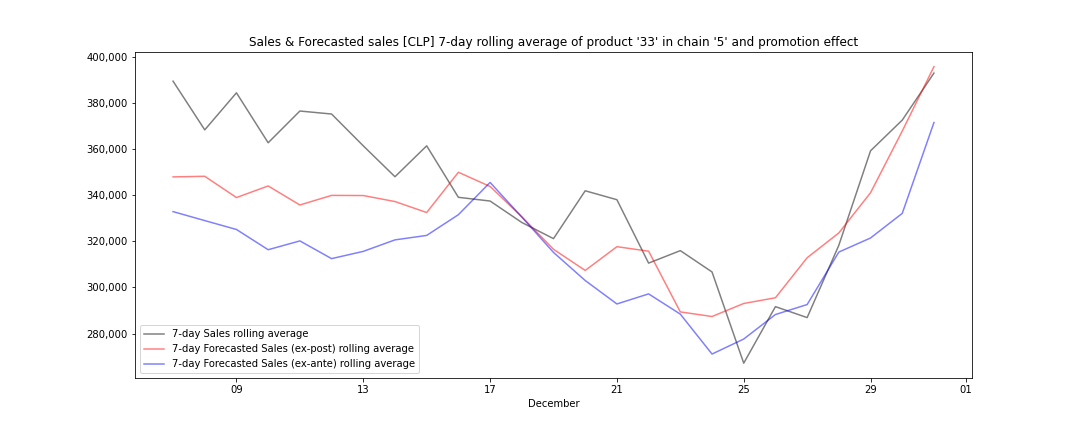 Sales & Forecasted sales [CLP] 7-day rolling average of product '33' in chain '5' and promotion effect
400,000
380,000
360,000
340,000
320,000
300,000
280,000
7-day Sales rolling average
7-day Forecasted Sales (ex-post) rolling average
7-day Forecasted Sales (ex-ante) rolling average
09 13 17 21 25 29 01
December